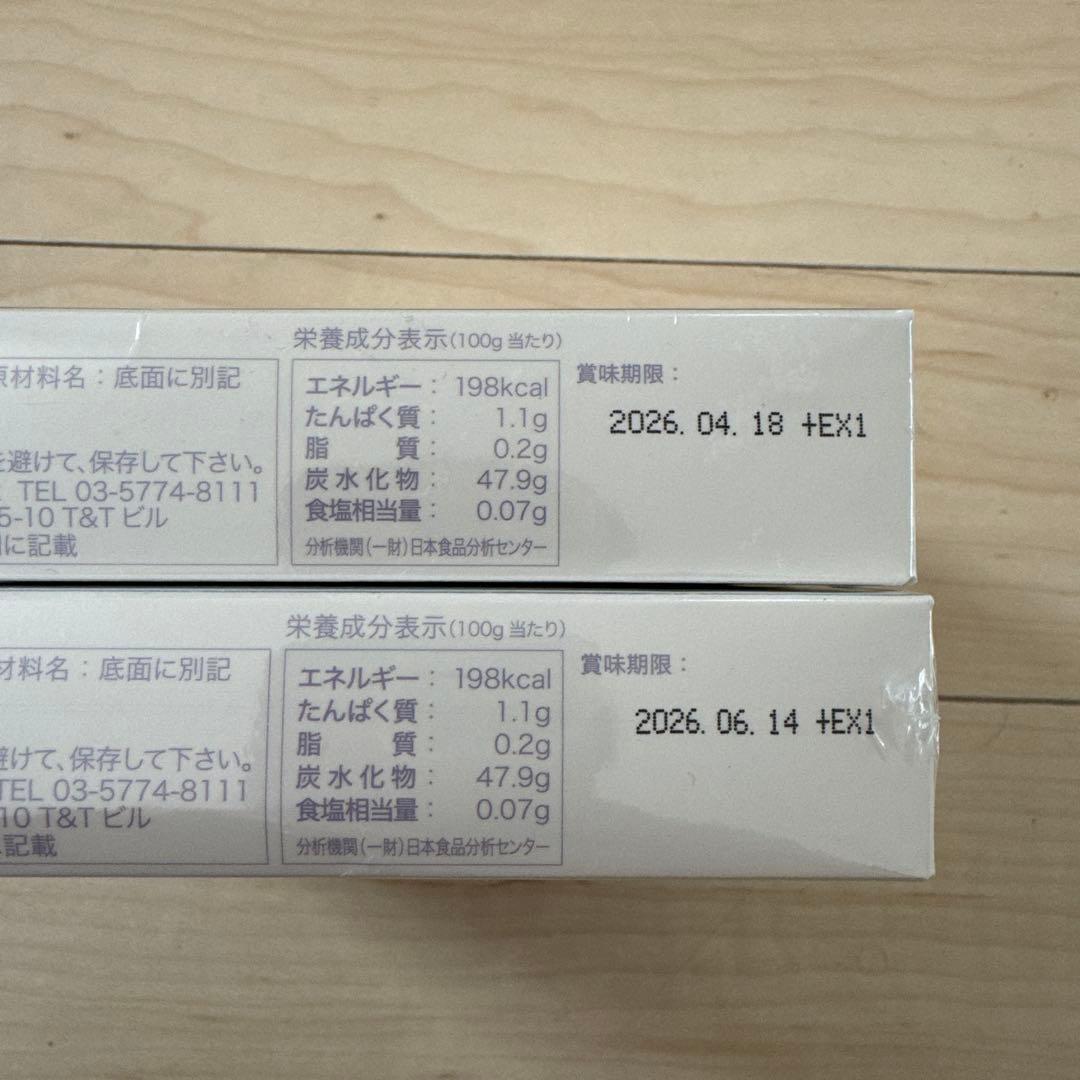 栄養成分表示(100g 当たり)
材料名：底面に別記
を避けて、保存して下さい。
TEL 03-5774-8111
5-10 T&Tビル
に記載
エネルギー： 198kcal
たんぱく質： 1.1g
脂質： 0.2g
炭水化物： 47.9g
食塩相当量： 0.07g
分析機関(一財)日本食品分析センター
賞味期限：
2026.04.18 +EX1
栄養成分表示(100g 当たり)
材料名：底面に別記
避けて、保存して下さい。
TEL 03-5774-8111
10 T&Tビル
記載
エネルギー： 198kcal
たんぱく質： 1.1g
脂質： 0.2g
炭水化物： 47.9g
食塩相当量： 0.07g
分析機関(一財)日本食品分析センター
賞味期限：
2026.06.14 +EX1